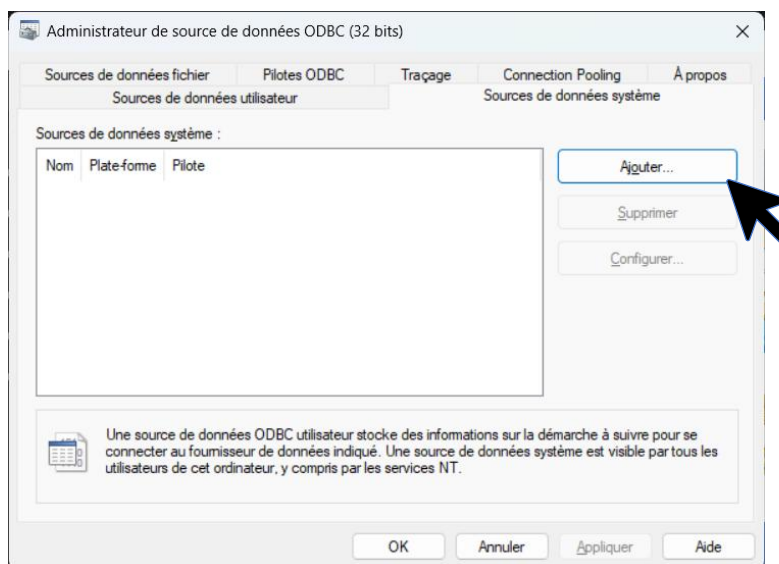 Administrateur de source de données ODBC (32 bits)
Sources de données fichier Pilotes ODBC Traçage Connection Pooling À propos
Sources de données utilisateur Sources de données système
Sources de données système :
Nom Plate-forme Pilote
Ajouter...
Supprimer
Configurer...
Une source de données ODBC utilisateur stocke des informations sur la démarche à suivre pour se
connecter au fournisseur de données indiqué. Une source de données système est visible par tous les
utilisateurs de cet ordinateur, y compris par les services NT.
OK Annuler Appliquer Aide